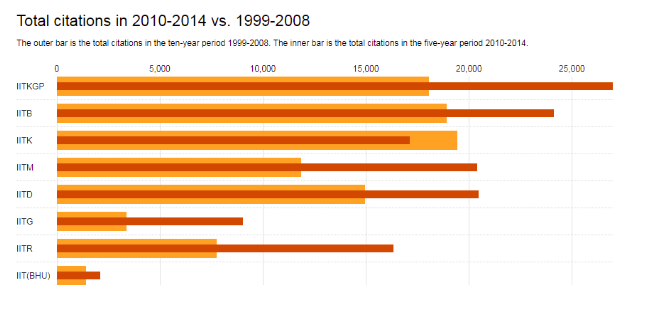 Total citations in 2010-2014 vs. 1999-2008
The outer bar is the total citations in the ten-year period 1999-2008. The inner bar is the total citations in the five-year period 2010-2014.
0 5,000 10,000 15,000 20,000 25,000
IITKGP
IITB
IITK
IITM
IITD
IITG
IITR
IIT(BHU)